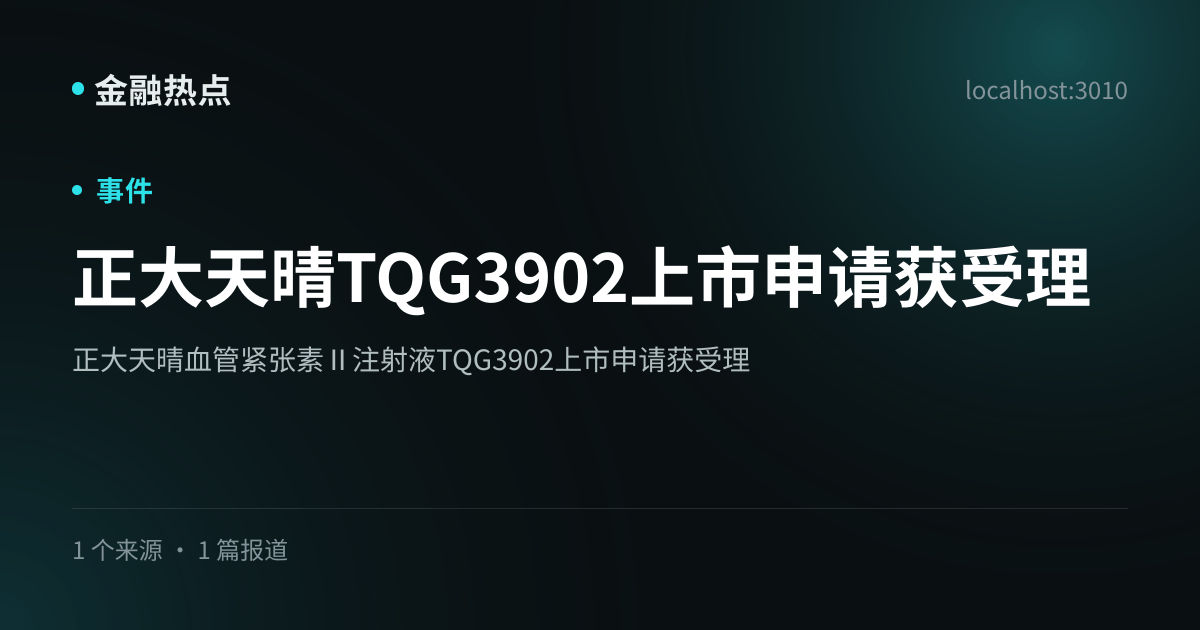 金融热点
localhost:3010
事件
正大天晴TQG3902上市申请获受理
正大天晴血管紧张素Ⅱ注射液TQG3902上市申请获受理
1 个来源 · 1 篇报道